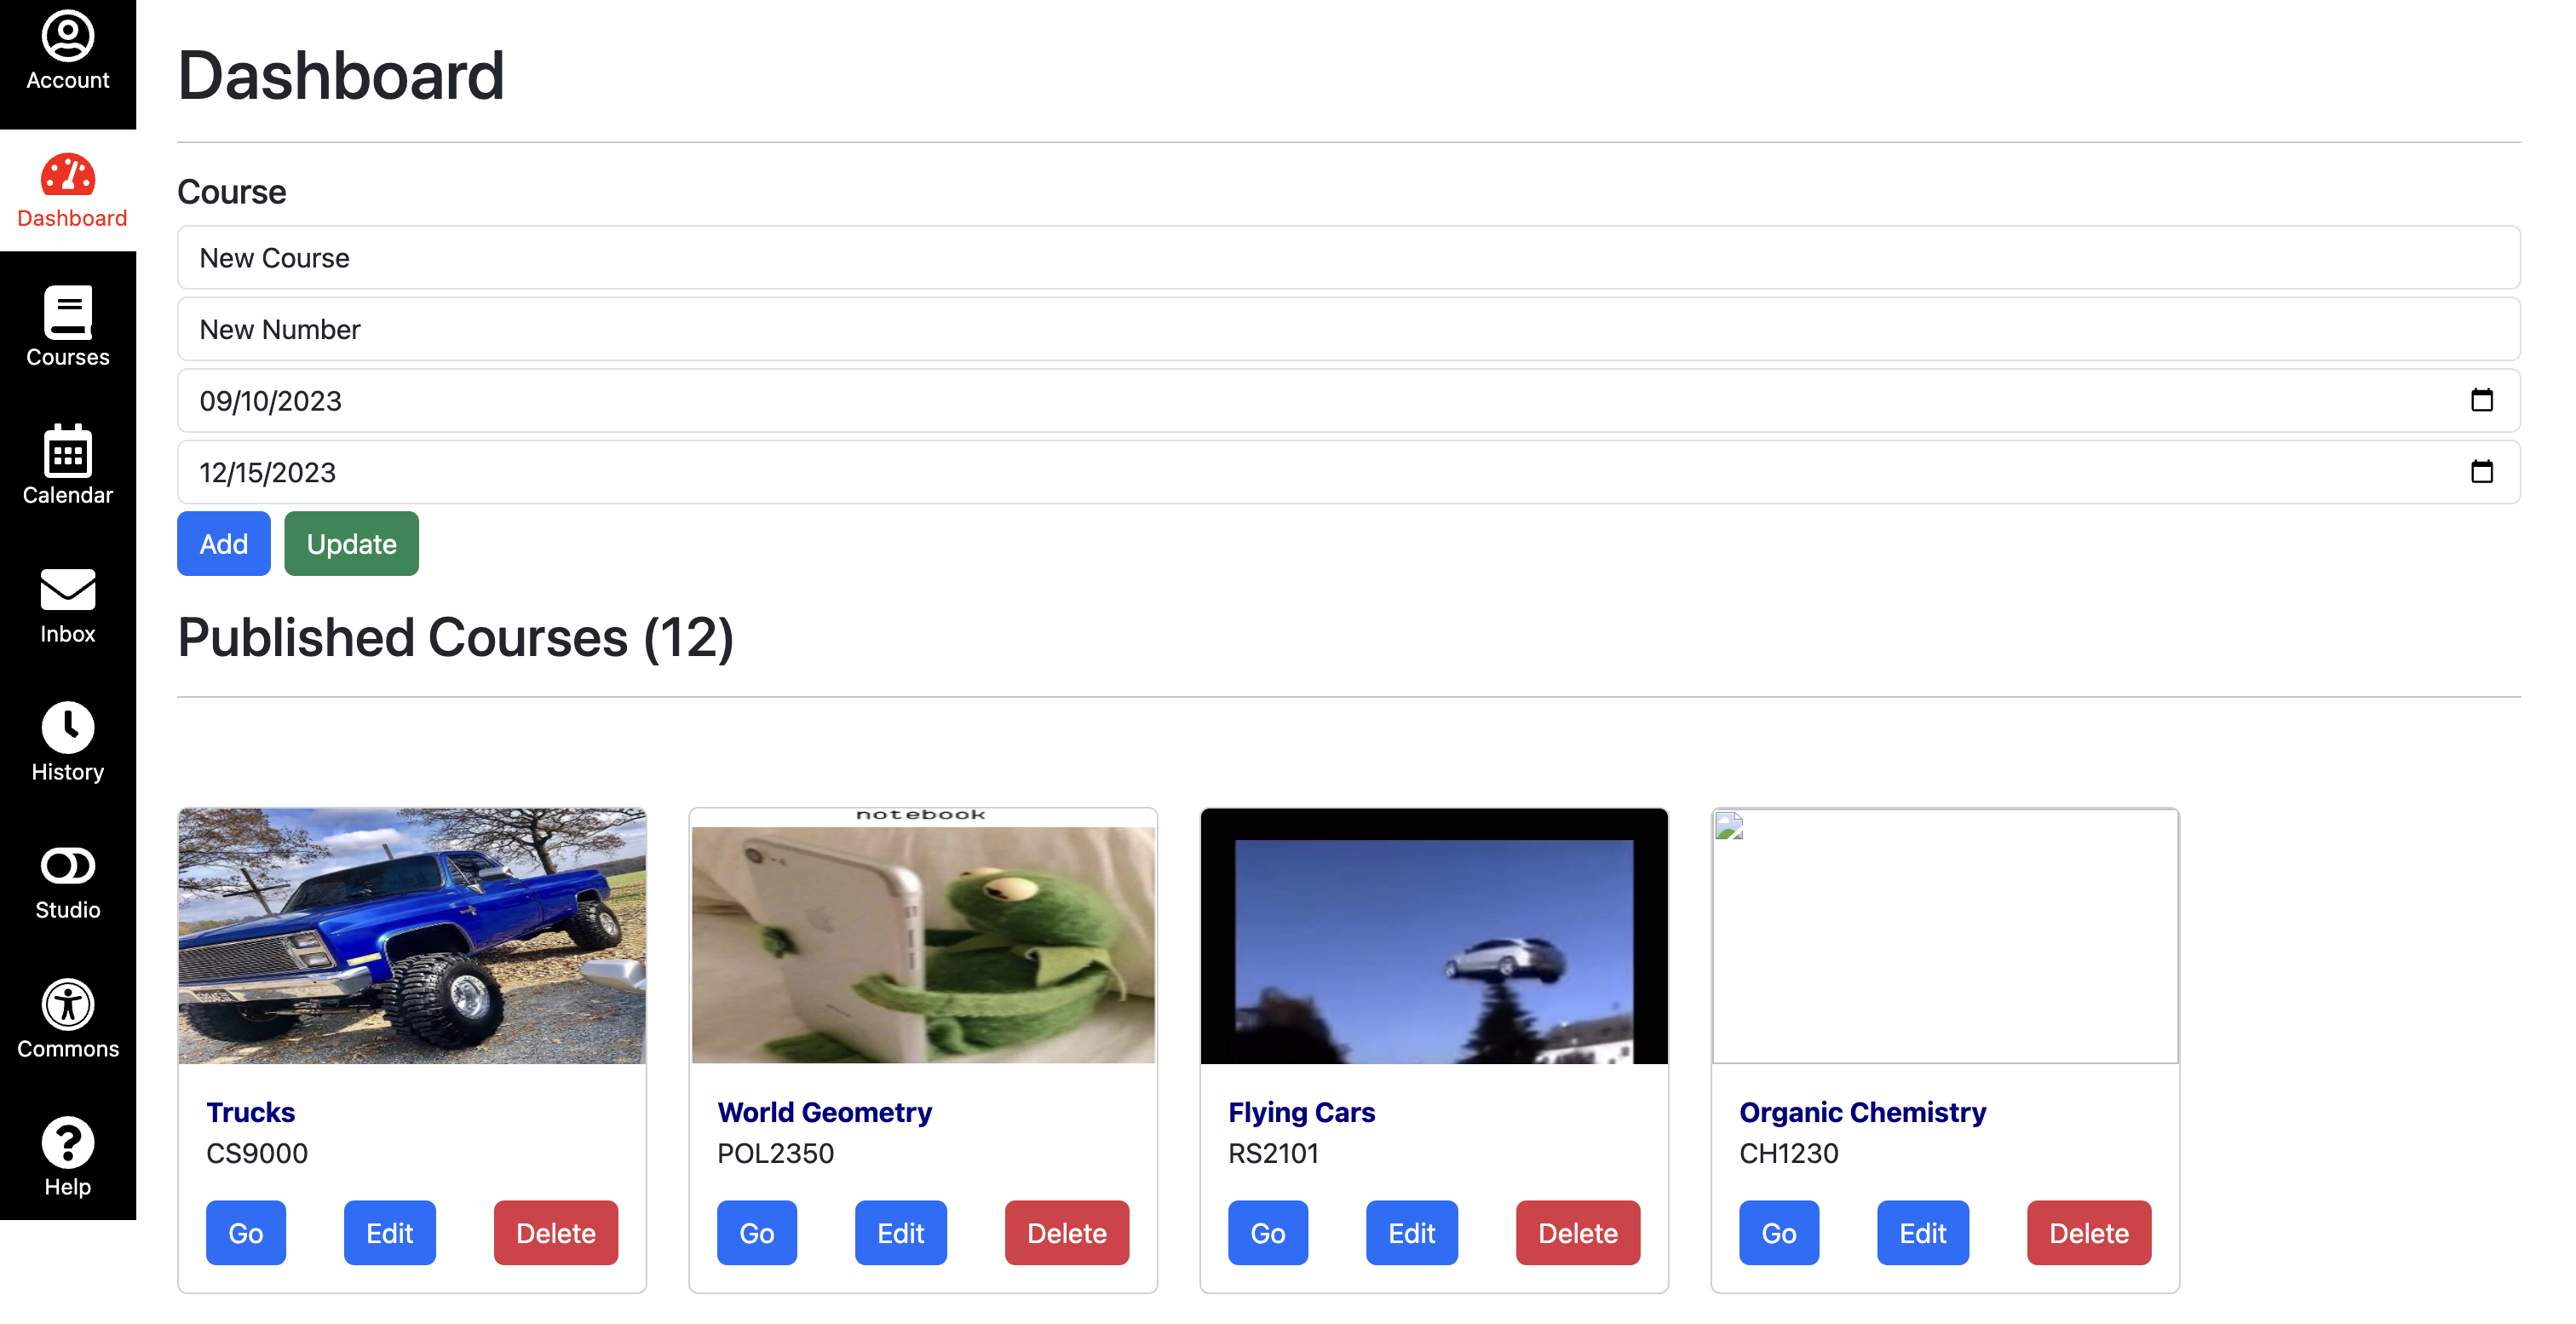 Account
Dashboard
Courses
Calendar
Inbox
History
Studio
Commons
Help
Dashboard
Course
New Course
New Number
09/10/2023
12/15/2023
Add Update
Published Courses (12)
notebook
Trucks
CS9000
Go Edit Delete
World Geometry
POL2350
Go Edit Delete
Flying Cars
RS2101
Go Edit Delete
Organic Chemistry
CH1230
Go Edit Delete